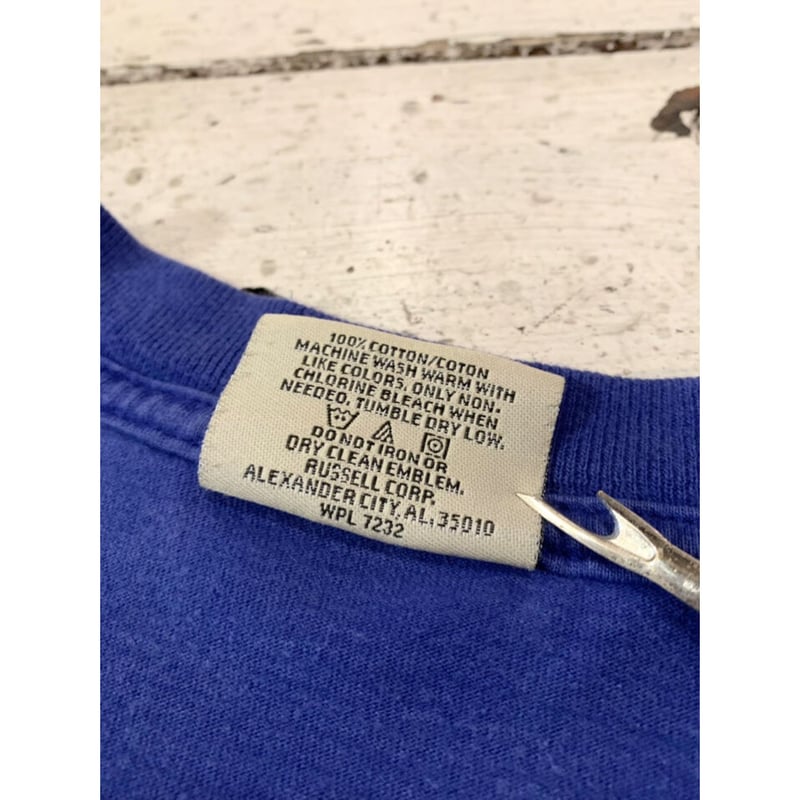 100% COTTON/COTON
MACHINE WASH WARM WITH
LIKE COLORS. ONLY NON-
CHLORINE BLEACH WHEN
NEEDED. TUMBLE DRY LOW.
DO NOT IRON OR
DRY CLEAN EMBLEM.
RUSSELL CORP.
ALEXANDER CITY, AL. 35010
WPL 7232